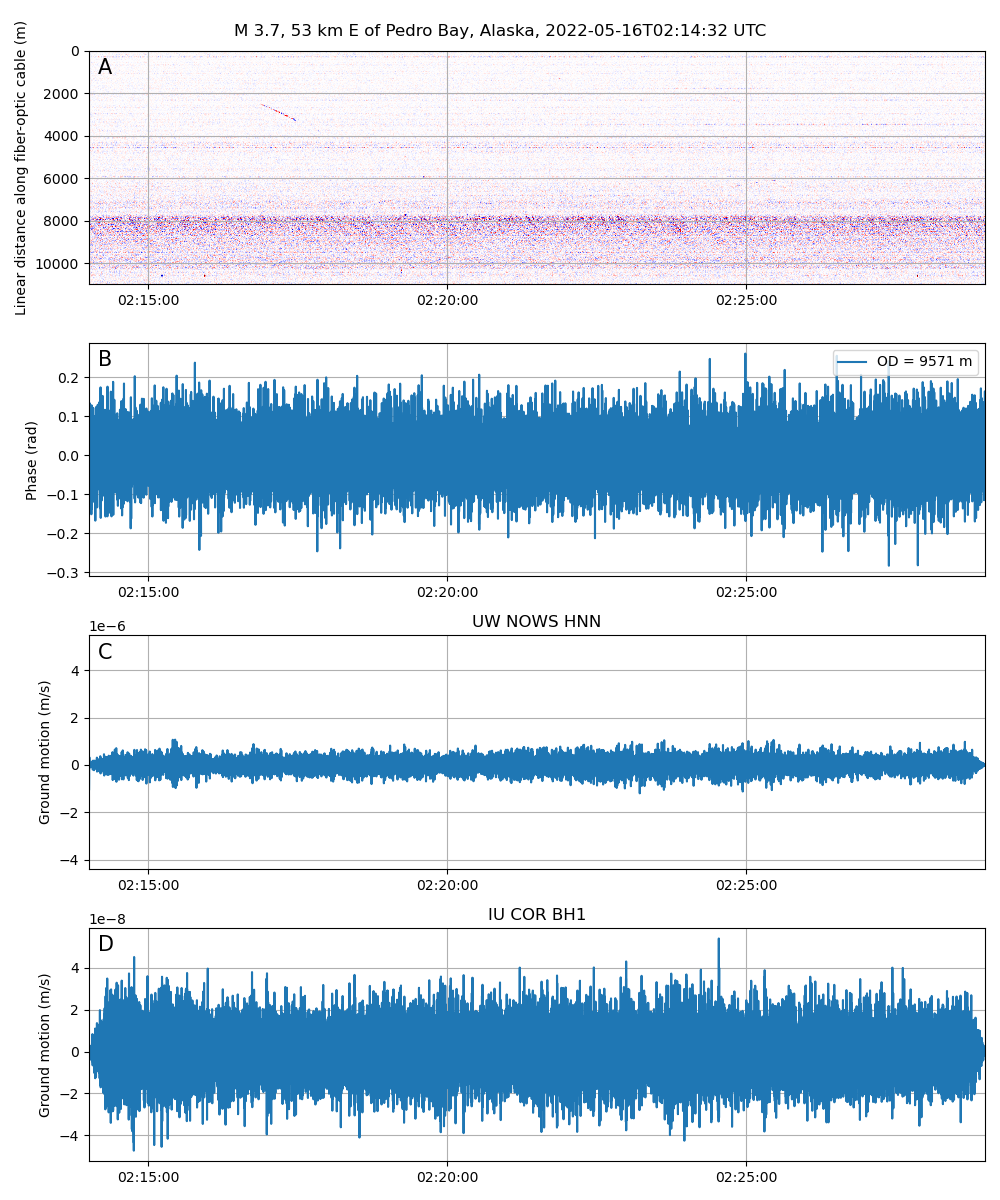 M 3.7, 53 km E of Pedro Bay, Alaska, 2022-05-16T02:14:32 UTC
A
Linear distance along fiber-optic cable (m)
0
2000
4000
6000
8000
10000
02:15:00 02:20:00 02:25:00
B
OD = 9571 m
Phase (rad)
0.2
0.1
0.0
−0.1
−0.2
−0.3
02:15:00 02:20:00 02:25:00
UW NOWS HNN
1e−6
C
Ground motion (m/s)
4
2
0
−2
−4
02:15:00 02:20:00 02:25:00
IU COR BH1
1e−8
D
Ground motion (m/s)
4
2
0
−2
−4
02:15:00 02:20:00 02:25:00